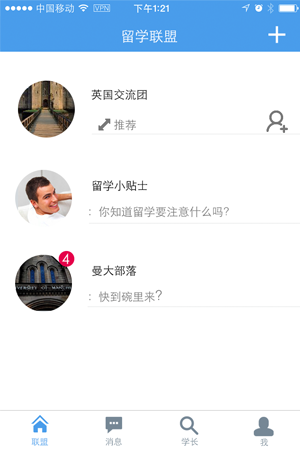 中国移动 VPN 下午1:21
留学联盟
英国交流团
推荐
留学小贴士
：你知道留学要注意什么吗?
4
曼大部落
：快到碗里来?
联盟 消息 学长 我